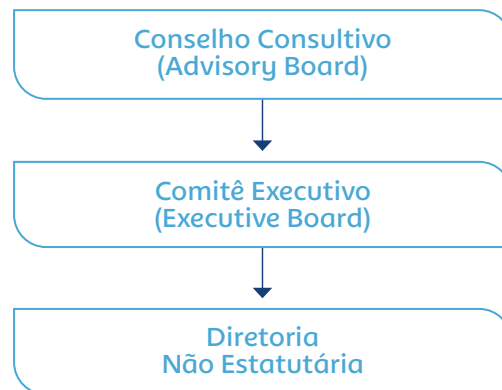 Conselho Consultivo
(Advisory Board)
Comitê Executivo
(Executive Board)
Diretoria
Não Estatutária